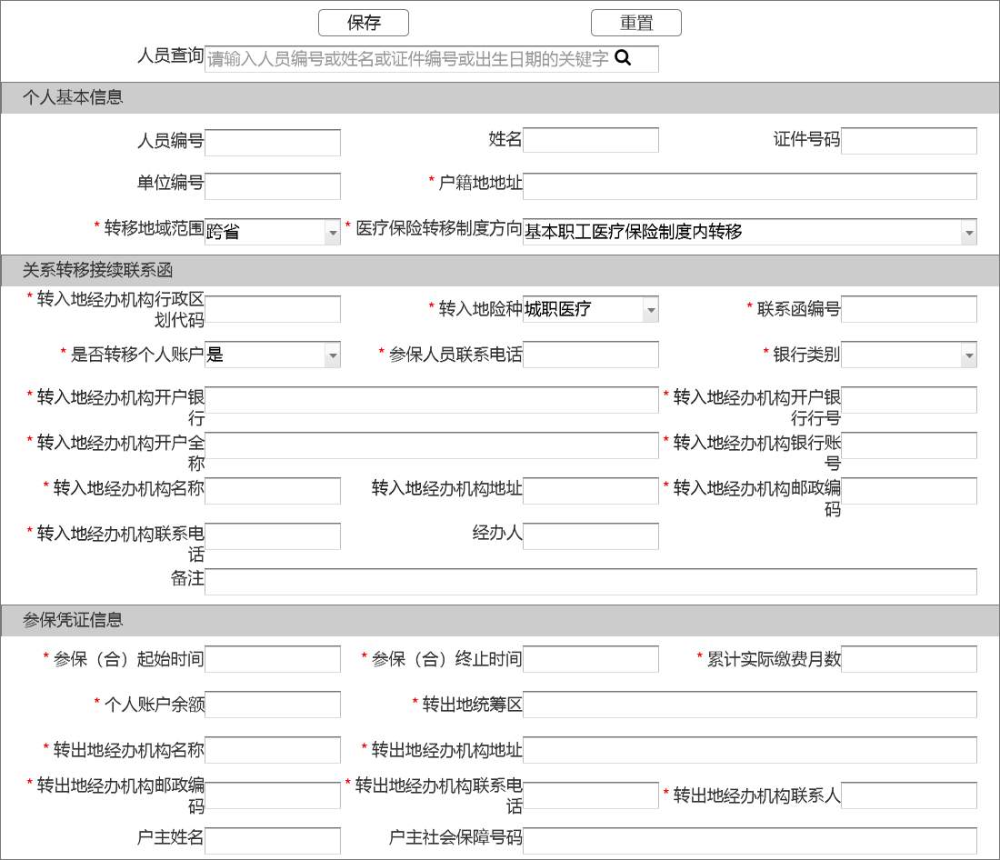 保存 重置
人员查询 请输入人员编号或姓名或证件编号或出生日期的关键字
个人基本信息
人员编号 姓名 证件号码
单位编号 * 户籍地地址
* 转移地域范围 跨省 * 医疗保险转移制度方向 基本职工医疗保险制度内转移
关系转移接续联系函
* 转入地经办机构行政区
划代码 * 转入地险种 城职医疗 * 联系函编号
* 是否转移个人账户 是 * 参保人员联系电话 * 银行类别
* 转入地经办机构开户银
行 * 转入地经办机构开户银
行行号
* 转入地经办机构开户全
称 * 转入地经办机构银行账
号
* 转入地经办机构名称 转入地经办机构地址 * 转入地经办机构邮政编
码
* 转入地经办机构联系电
话 经办人
备注
参保凭证信息
* 参保（合）起始时间 * 参保（合）终止时间 * 累计实际缴费月数
* 个人账户余额 * 转出地统筹区
* 转出地经办机构名称 * 转出地经办机构地址
* 转出地经办机构邮政编
码 * 转出地经办机构联系电
话 * 转出地经办机构联系人
户主姓名 户主社会保障号码